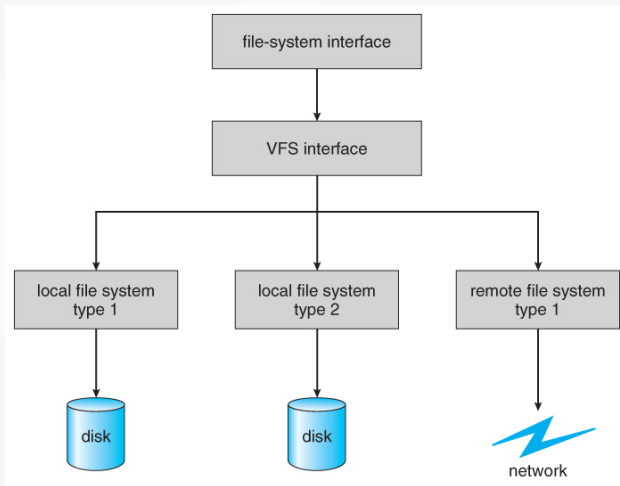 file-system interface
VFS interface
local file system
type 1
local file system
type 2
remote file system
type 1
disk
disk
network